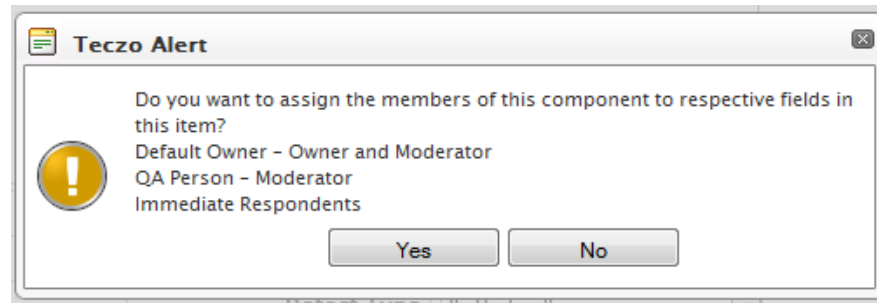 Teczo Alert
Do you want to assign the members of this component to respective fields in
this item?
Default Owner – Owner and Moderator
QA Person – Moderator
Immediate Respondents
Yes No